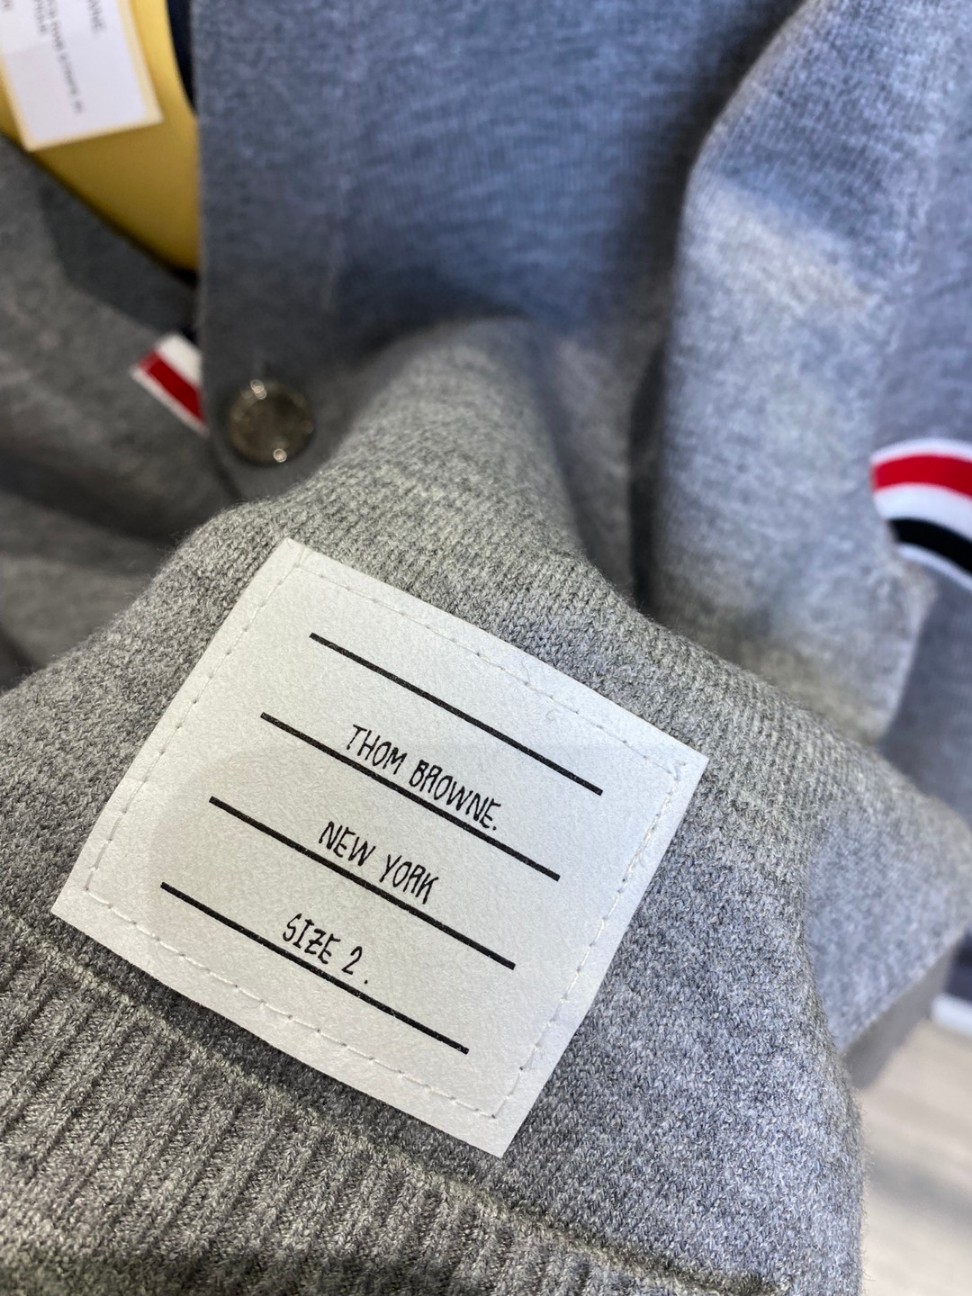 THOM BROWNE.
NEW YORK
SIZE 2.